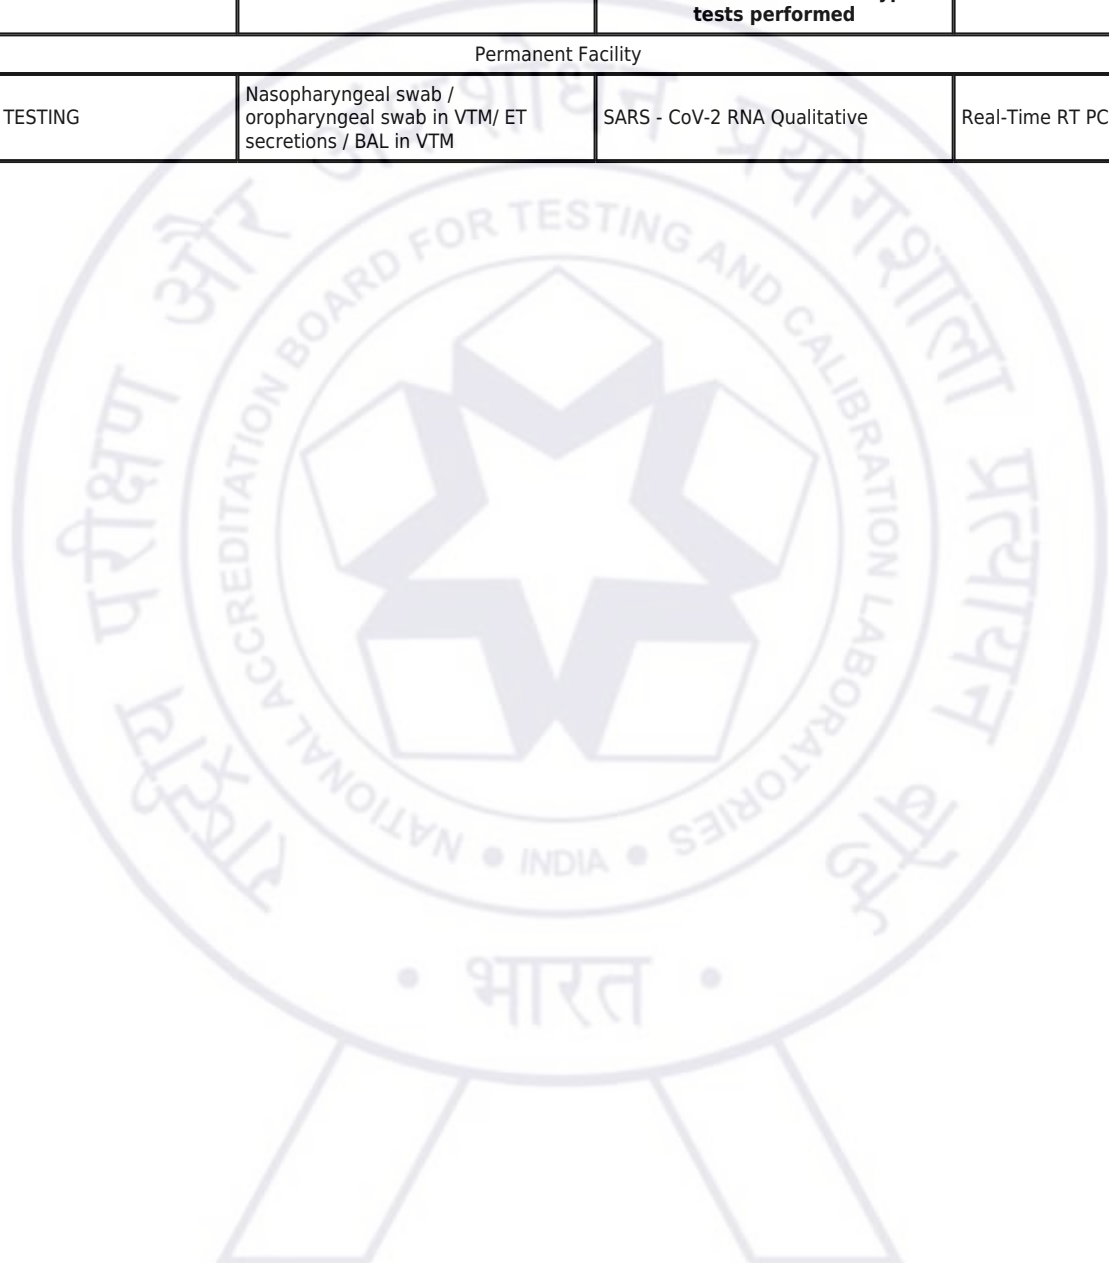 tests performed
Permanent Facility
TESTING
Nasopharyngeal swab /
oropharyngeal swab in VTM/ ET
secretions / BAL in VTM
SARS - CoV-2 RNA Qualitative
Real-Time RT PC
राष्ट्रीय परीक्षण और अंशशोधन प्रयोगशाला प्रत्यायन बोर्ड
NATIONAL ACCREDITATION BOARD FOR TESTING AND CALIBRATION LABORATORIES
• INDIA •
• भारत •